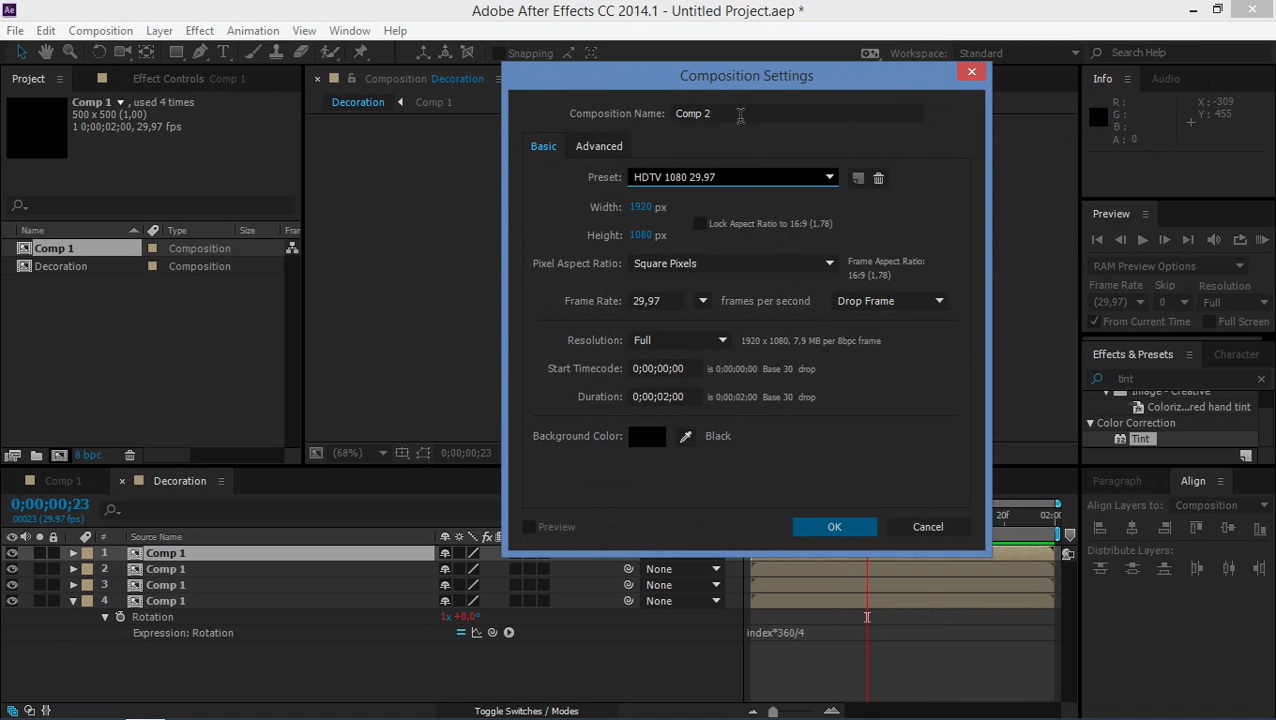 Adobe After Effects CC 2014.1 - Untitled Project.aep *
File Edit Composition Layer Effect Animation View Window Help
Snapping Workspace: Standard Search Help
Project Effect Controls Comp 1 Composition Decoration
Comp 1 , used 4 times
500 x 500 (1,00)
1 0;00;02;00, 29,97 fps
Decoration Comp 1
Name Type Size Frar
Comp 1 Composition
Decoration Composition
8 bpc
(68%) 0;00;00;23
Composition Settings
Composition Name: Comp 2
Basic Advanced
Preset: HDTV 1080 29.97
Width: 1920 px
Lock Aspect Ratio to 16:9 (1,78)
Height: 1080 px
Pixel Aspect Ratio: Square Pixels
Frame Aspect Ratio:
16:9 (1,78)
Frame Rate: 29,97 frames per second Drop Frame
Resolution: Full 1920 x 1080, 7,9 MB per 8bpc frame
Start Timecode: 0;00;00;00 is 0;00;00;00 Base 30 drop
Duration: 0;00;02;00 is 0;00;02;00 Base 30 drop
Background Color: Black
Preview OK Cancel
Info Audio
R : X : -309
G : Y : 455
B :
A : 0
Preview
RAM Preview Options
Frame Rate Skip Resolution
(29,97) 0 Full
From Current Time Full Screen
Effects & Presets Character
tint
Image - Creative
Coloriz...red hand tint
Color Correction
Tint
Paragraph Align
Align Layers to: Composition
Distribute Layers:
Comp 1 Decoration
0;00;00;23
00023 (29.97 fps)
20f 02:00
# Source Name fx
1 Comp 1
2 Comp 1 None
3 Comp 1 None
4 Comp 1 None
Rotation 1x +0,0°
Expression: Rotation index*360/4
Toggle Switches / Modes